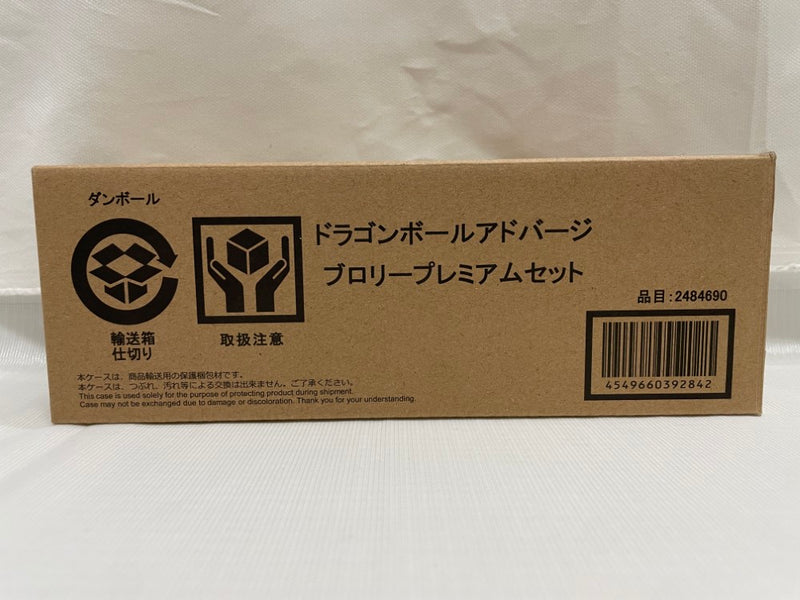 ダンボール
ドラゴンボールアドバージ
ブロリープレミアムセット
品目:2484690
輸送箱
仕切り
取扱注意
4549660392842
本ケースは、商品輸送用の保護梱包材です。
本ケースは、つぶれ、汚れ等による交換は出来ません。ご了承ください。
This case is used solely for the purpose of protecting product during shipment.
Case may not be exchanged due to damage or discoloration. Thank you for your understanding.